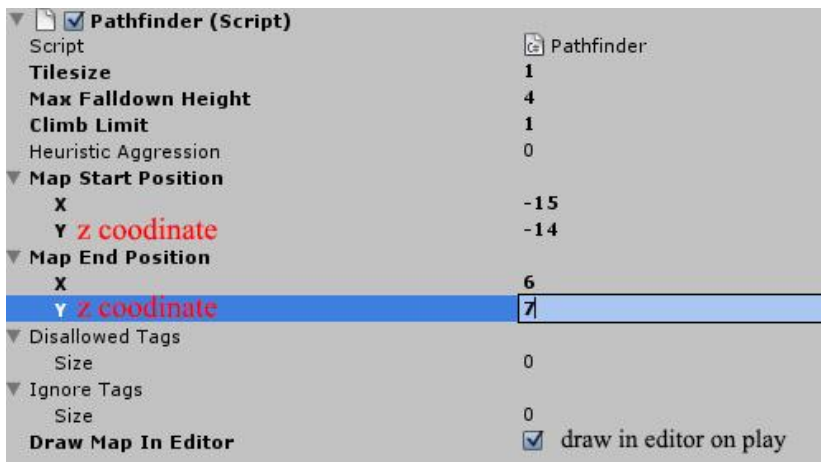 Pathfinder (Script)
Script Pathfinder
Tilesize 1
Max Falldown Height 4
Climb Limit 1
Heuristic Aggression 0
Map Start Position
X -15
Y z coodinate -14
Map End Position
X 6
Y z coodinate 7
Disallowed Tags
Size 0
Ignore Tags
Size 0
Draw Map In Editor draw in editor on play